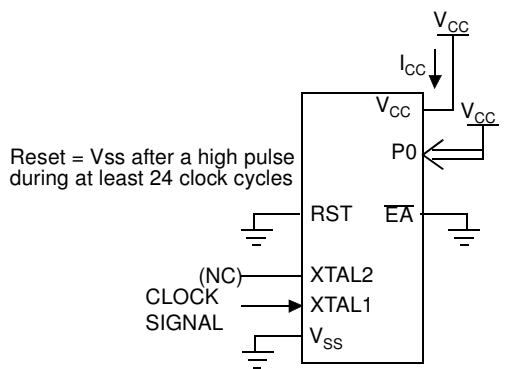 VCC
ICC
VCC
VCC
P0
Reset = Vss after a high pulse
during at least 24 clock cycles
RST
EA
(NC)
XTAL2
CLOCK
SIGNAL
XTAL1
VSS